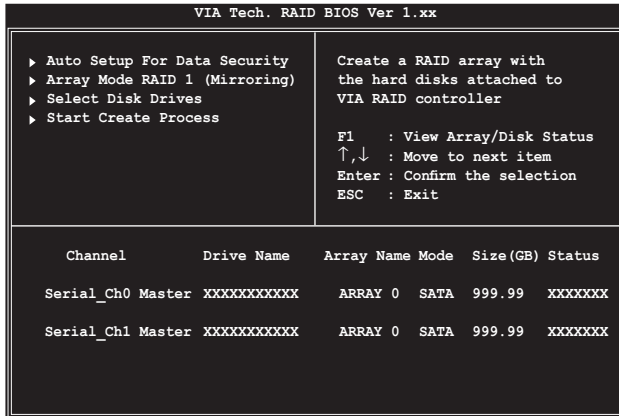 VIA Tech. RAID BIOS Ver 1.xx
Auto Setup For Data Security
Array Mode RAID 1 (Mirroring)
Select Disk Drives
Start Create Process
Create a RAID array with
the hard disks attached to
VIA RAID controller
F1 : View Array/Disk Status
↑,↓ : Move to next item
Enter : Confirm the selection
ESC : Exit
Channel Drive Name Array Name Mode Size(GB) Status
Serial_Ch0 Master XXXXXXXXXXX ARRAY 0 SATA 999.99 XXXXXXX
Serial_Ch1 Master XXXXXXXXXXX ARRAY 0 SATA 999.99 XXXXXXX